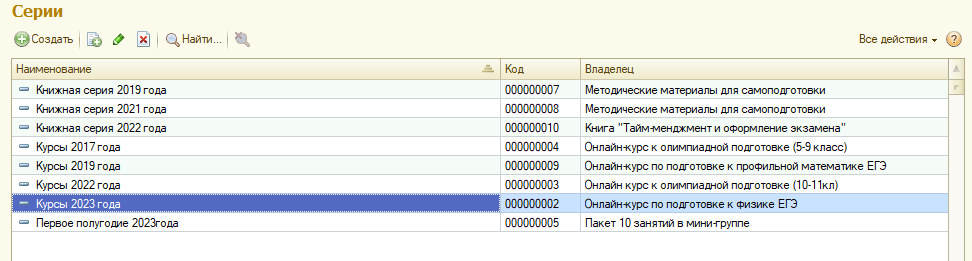 Серии
Создать Найти... Все действия
Наименование Код Владелец
Книжная серия 2019 года 000000007 Методические материалы для самоподготовки
Книжная серия 2021 года 000000008 Методические материалы для самоподготовки
Книжная серия 2022 года 000000010 Книга "Тайм-менджмент и оформление экзамена"
Курсы 2017 года 000000004 Онлайн-курс к олимпиадной подготовке (5-9 класс)
Курсы 2019 года 000000009 Онлайн-курс по подготовке к профильной математике ЕГЭ
Курсы 2022 года 000000003 Онлайн курс к олимпиадной подготовке (10-11кл)
Курсы 2023 года 000000002 Онлайн-курс по подготовке к физике ЕГЭ
Первое полугодие 2023года 000000005 Пакет 10 занятий в мини-группе